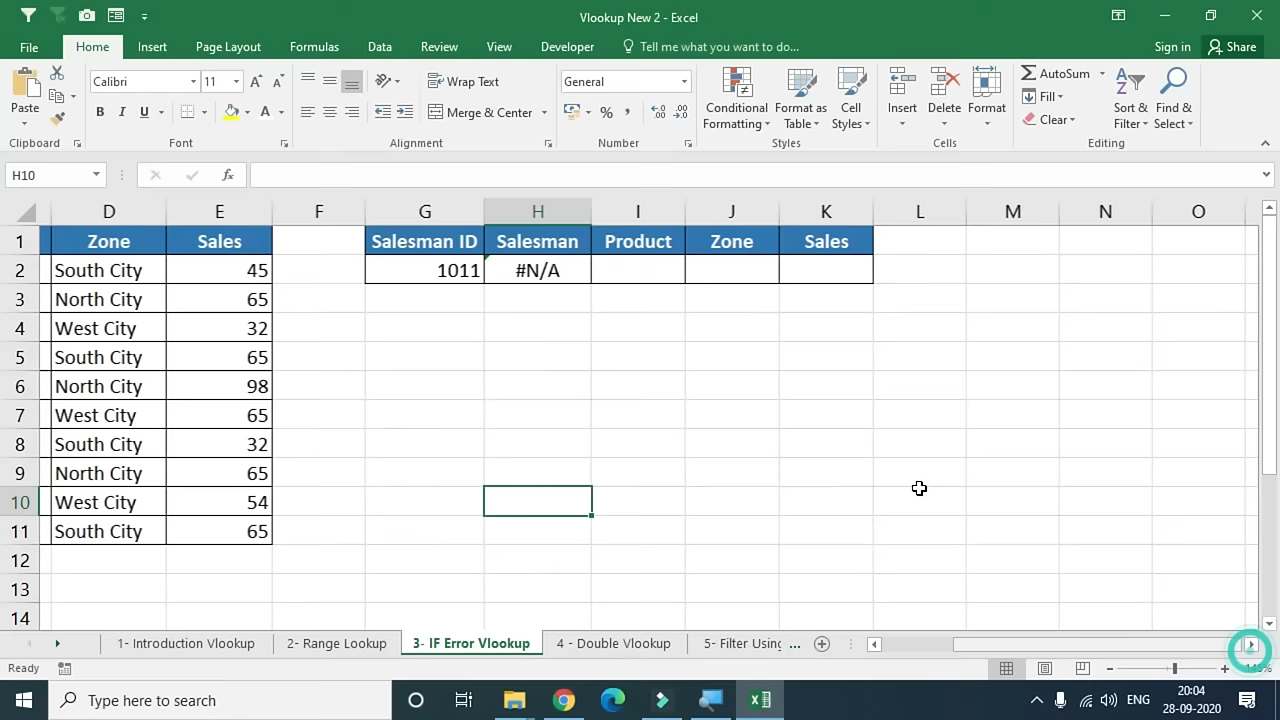 Vlookup New 2 - Excel
File Home Insert Page Layout Formulas Data Review View Developer Tell me what you want to do... Sign in Share
Paste
Clipboard
Calibri 11
B I U
Font
Wrap Text
Merge & Center
Alignment
General
Number
Conditional Formatting
Format as Table
Cell Styles
Styles
Insert Delete Format
Cells
AutoSum
Fill
Clear
Sort & Filter
Find & Select
Editing
H10 fx
D E F G H I J K L M N O
1 Zone Sales Salesman ID Salesman Product Zone Sales
2 South City 45 1011 #N/A
3 North City 65
4 West City 32
5 South City 65
6 North City 98
7 West City 65
8 South City 32
9 North City 65
10 West City 54
11 South City 65
12
13
14
1- Introduction Vlookup 2- Range Lookup 3- IF Error Vlookup 4 - Double Vlookup 5- Filter Using ...
Ready
Type here to search ENG 20:04
28-09-2020